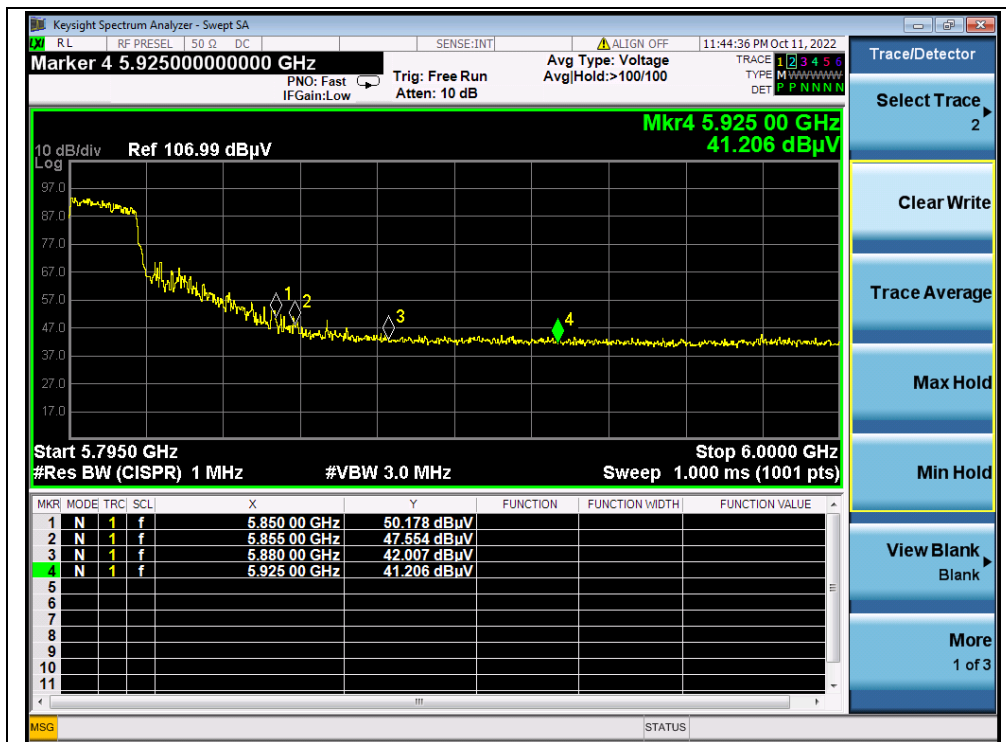 Keysight Spectrum Analyzer - Swept SA
LXI RL RF PRESEL 50 Ω DC SENSE:INT ALIGN OFF 11:44:36 PM Oct 11, 2022
Marker 4 5.925000000000 GHz
PNO: Fast
IFGain:Low
Trig: Free Run
Atten: 10 dB
Avg Type: Voltage
Avg|Hold:>100/100
TRACE 1 2 3 4 5 6
TYPE M WWWWW
DET P P N N N N
Mkr4 5.925 00 GHz
41.206 dBµV
10 dB/div Ref 106.99 dBµV
Log
97.0
87.0
77.0
67.0
57.0
47.0
37.0
27.0
17.0
1
2
3
4
Start 5.7950 GHz Stop 6.0000 GHz
#Res BW (CISPR) 1 MHz #VBW 3.0 MHz Sweep 1.000 ms (1001 pts)
MKR MODE TRC SCL X Y FUNCTION FUNCTION WIDTH FUNCTION VALUE
1 N 1 f 5.850 00 GHz 50.178 dBµV
2 N 1 f 5.855 00 GHz 47.554 dBµV
3 N 1 f 5.880 00 GHz 42.007 dBµV
4 N 1 f 5.925 00 GHz 41.206 dBµV
5
6
7
8
9
10
11
MSG STATUS
Trace/Detector
Select Trace
2
Clear Write
Trace Average
Max Hold
Min Hold
View Blank
Blank
More
1 of 3